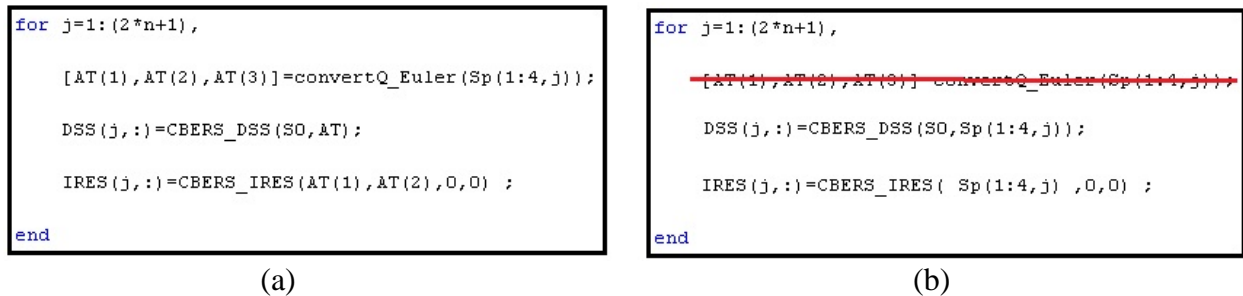 for j=1:(2*n+1),
[AT(1),AT(2),AT(3)]=convertQ_Euler(Sp(1:4,j));
DSS(j,:)=CBERS_DSS(SO,AT);
IRES(j,:)=CBERS_IRES(AT(1),AT(2),0,0) ;
end
(a)
for j=1:(2*n+1),
[AT(1),AT(2),AT(3)]=convertQ_Euler(Sp(1:4,j));
DSS(j,:)=CBERS_DSS(SO,Sp(1:4,j));
IRES(j,:)=CBERS_IRES( Sp(1:4,j) ,0,0) ;
end
(b)